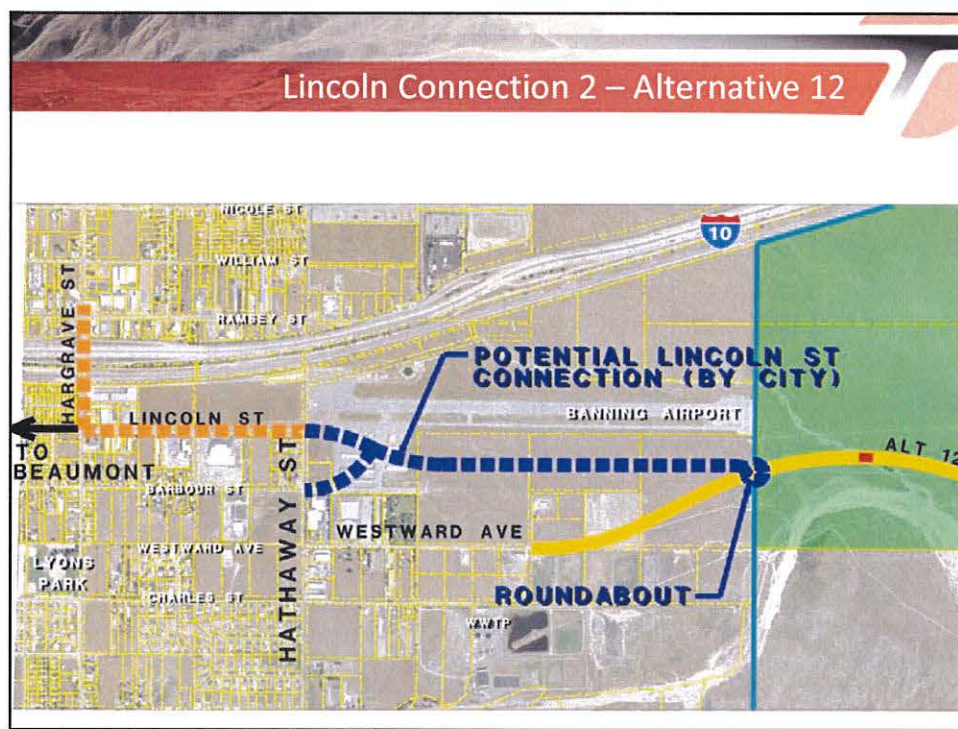 Lincoln Connection 2 – Alternative 12
NICOLE ST
WILLIAM ST
10
HARGRAVE ST
RAMSEY ST
POTENTIAL LINCOLN ST
CONNECTION (BY CITY)
LINCOLN ST
BANNING AIRPORT
TO
BEAUMONT
ALT 12
BARBOUR ST
HATHAWAY ST
WESTWARD AVE
WESTWARD AVE
LYONS
PARK
CHARLES ST
ROUNDABOUT
WWTP